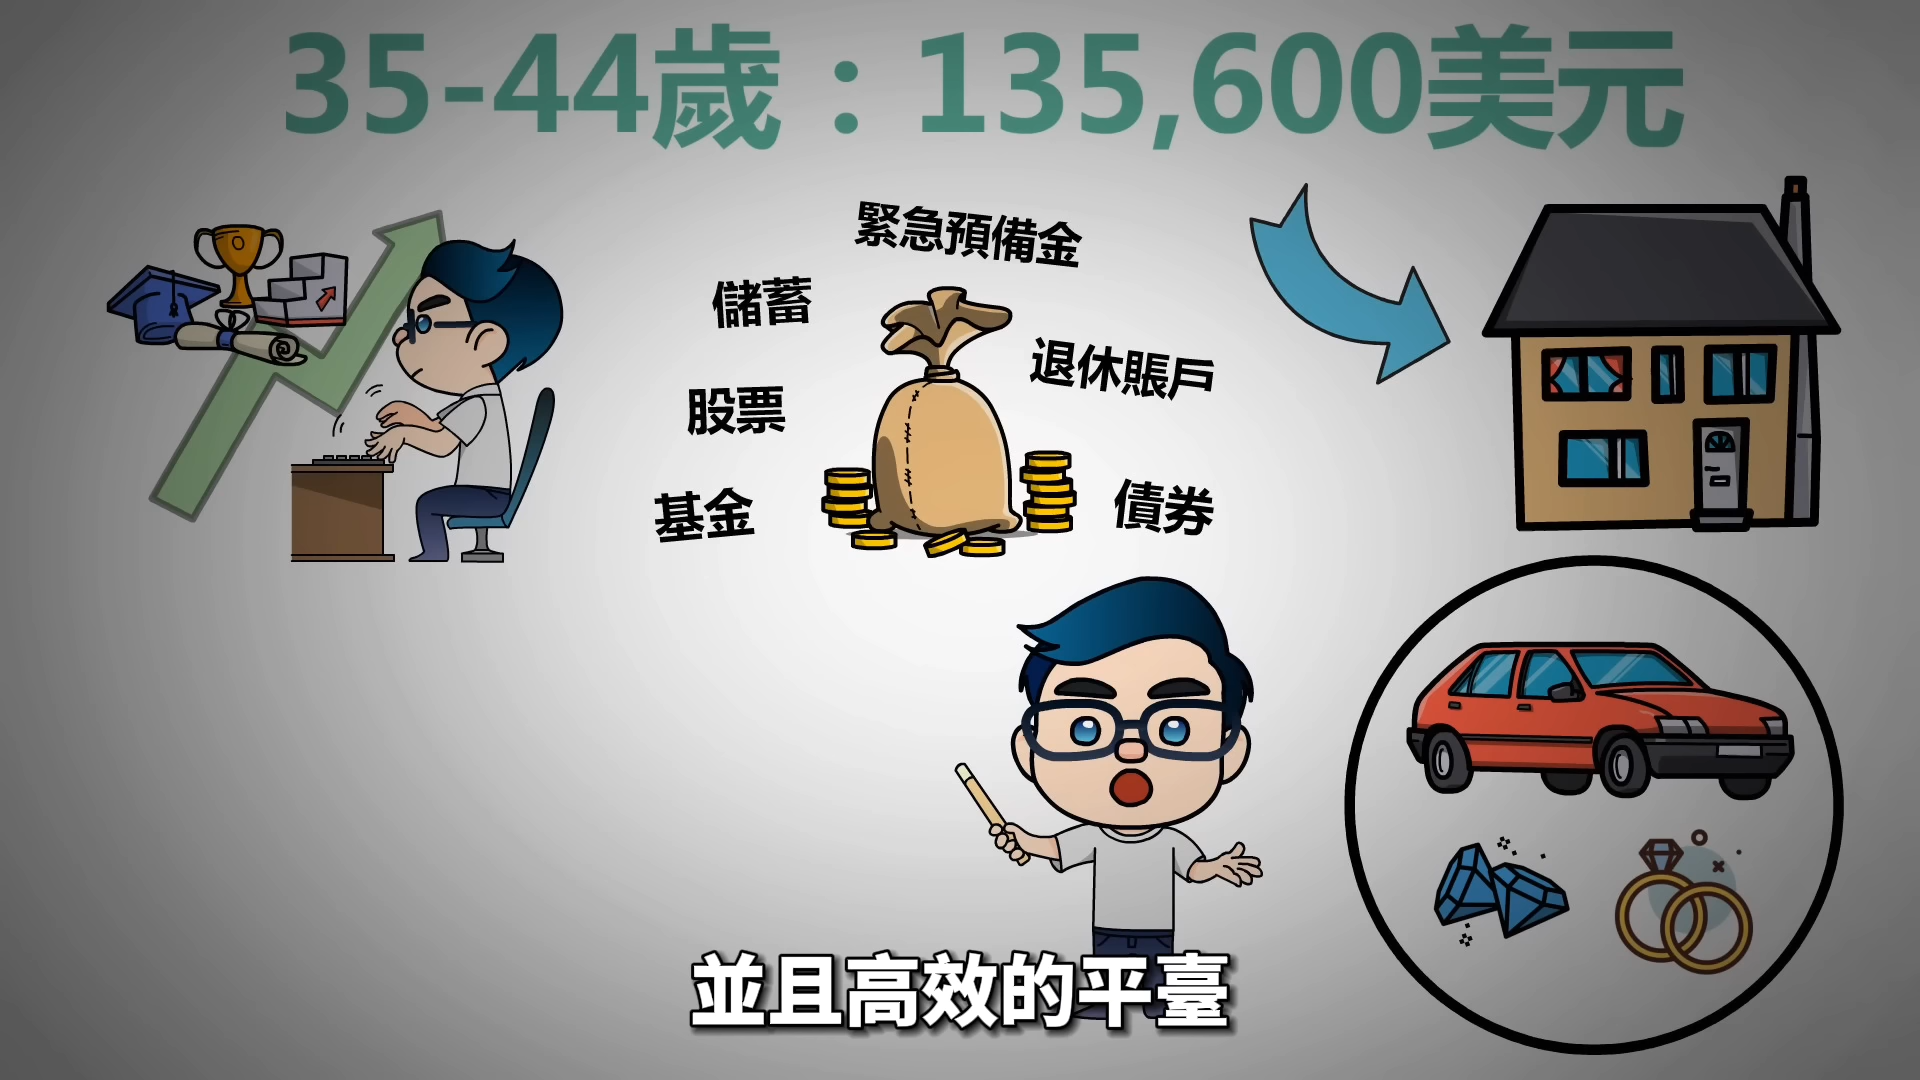 35-44歲：135,600美元
緊急預備金
儲蓄
退休賬戶
股票
基金
債券
並且高效的平臺